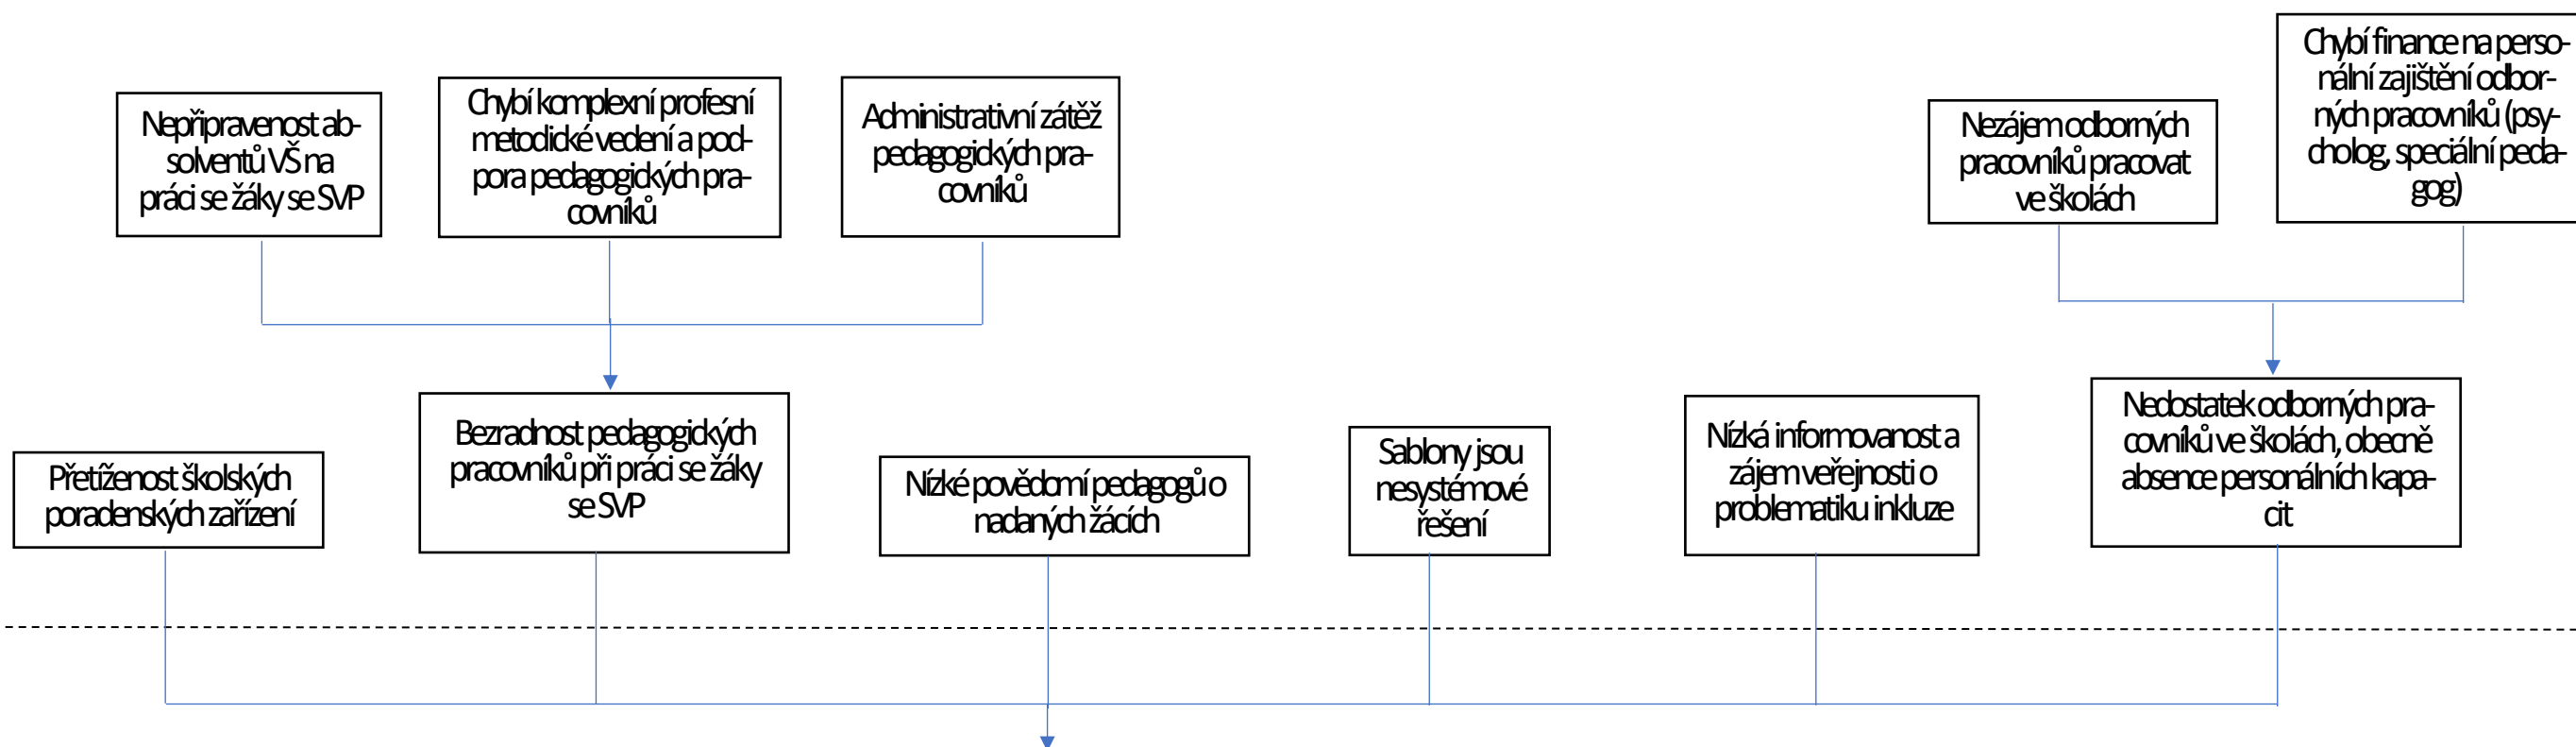 Nepřipravenost ab-
solventů VŠ na
práci se žáky se SVP
Chybí komplexní profesní
metodické vedení a pod-
pora pedagogických pra-
covníků
Administrativní zátěž
pedagogických pra-
covníků
Nezájem odborných
pracovníků pracovat
ve školách
Chybí finance na perso-
nální zajištění odbor-
ných pracovníků (psy-
cholog, speciální peda-
gog)
Přetíženost školských
poradenských zařízení
Bezradnost pedagogických
pracovníků při práci se žáky
se SVP
Nízké povědomí pedagogů o
nadaných žácích
Sablony jsou
nesystémové
řešení
Nízká informovanost a
zájem veřejnosti o
problematiku inkluze
Nedostatek odborných pra-
covníků ve školách, obecně
absence personálních kapa-
cit